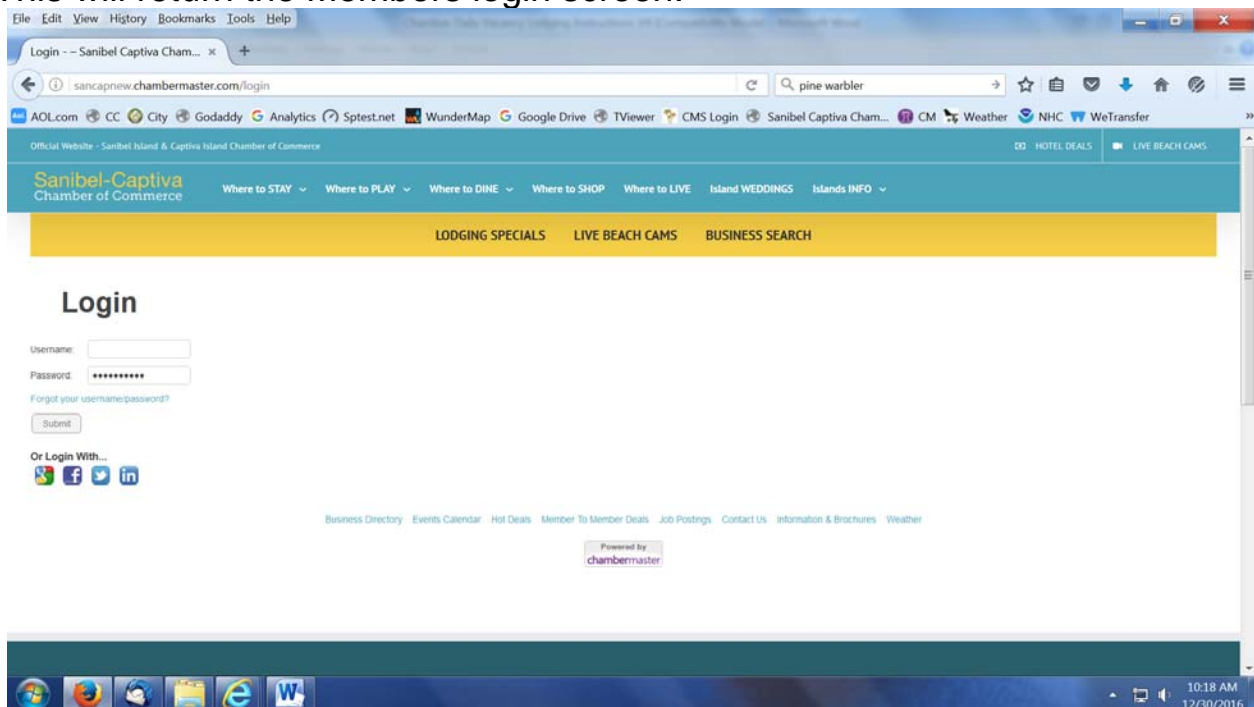 This will return the members login screen.
File Edit View History Bookmarks Tools Help
Login - - Sanibel Captiva Cham... × +
sancapnew.chambermaster.com/login
pine warbler
AOL.com CC City Godaddy Analytics Sptest.net WunderMap Google Drive TViewer CMS Login Sanibel Captiva Cham... CM Weather NHC WeTransfer »
Official Website - Sanibel Island & Captiva Island Chamber of Commerce HOTEL DEALS LIVE BEACH CAMS
Sanibel-Captiva
Chamber of Commerce
Where to STAY Where to PLAY Where to DINE Where to SHOP Where to LIVE Island WEDDINGS Islands INFO
LODGING SPECIALS LIVE BEACH CAMS BUSINESS SEARCH
Login
Username:
Password: ••••••••••
Forgot your username/password?
Submit
Or Login With...
Business Directory Events Calendar Hot Deals Member To Member Deals Job Postings Contact Us Information & Brochures Weather
Powered by
chambermaster
10:18 AM
12/30/2016